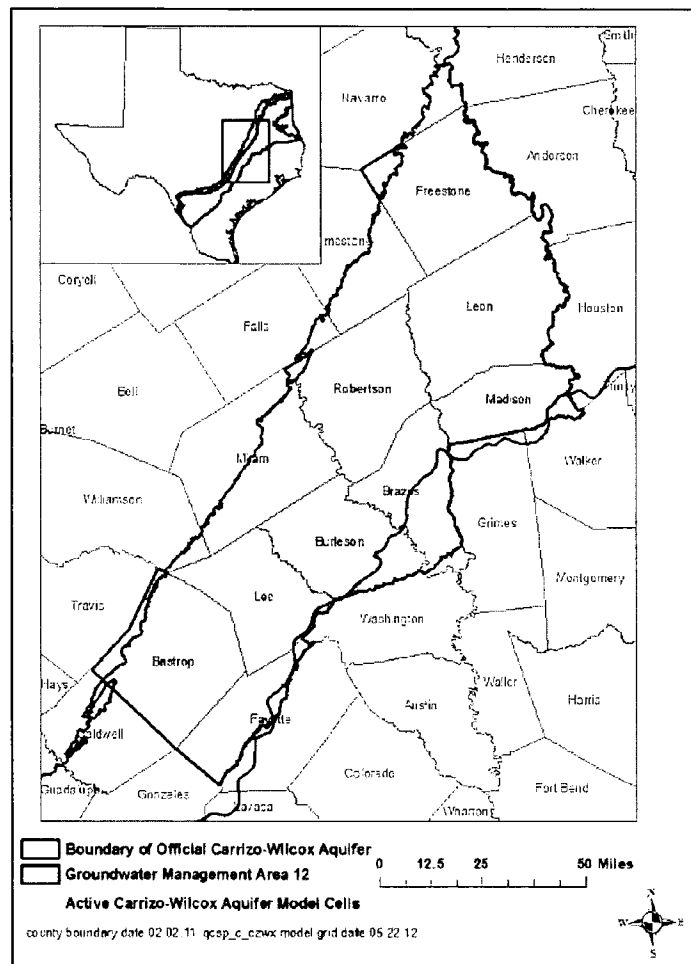 Smith
Henderson
Navarro
Cherokee
Anderson
Freestone
mestone
Coryell
Leon
Houston
Falls
Bell
Robertson
Madison
Burnet
Milam
Walker
Williamson
Brazos
Grimes
Burleson
Montgomery
Travis
Lee
Washington
Bastrop
Waller
Hays
Harris
Austin
Fayette
Caldwell
Colorado
Guadalupe
Gonzales
Fort Bend
Lavaca
Wharton
Boundary of Official Carrizo-Wilcox Aquifer
0 12.5 25 50 Miles
Groundwater Management Area 12
Active Carrizo-Wilcox Aquifer Model Cells
N
W E
S
county boundary date 02.02.11 qcsp_c_czwx model grid date 05.22.12